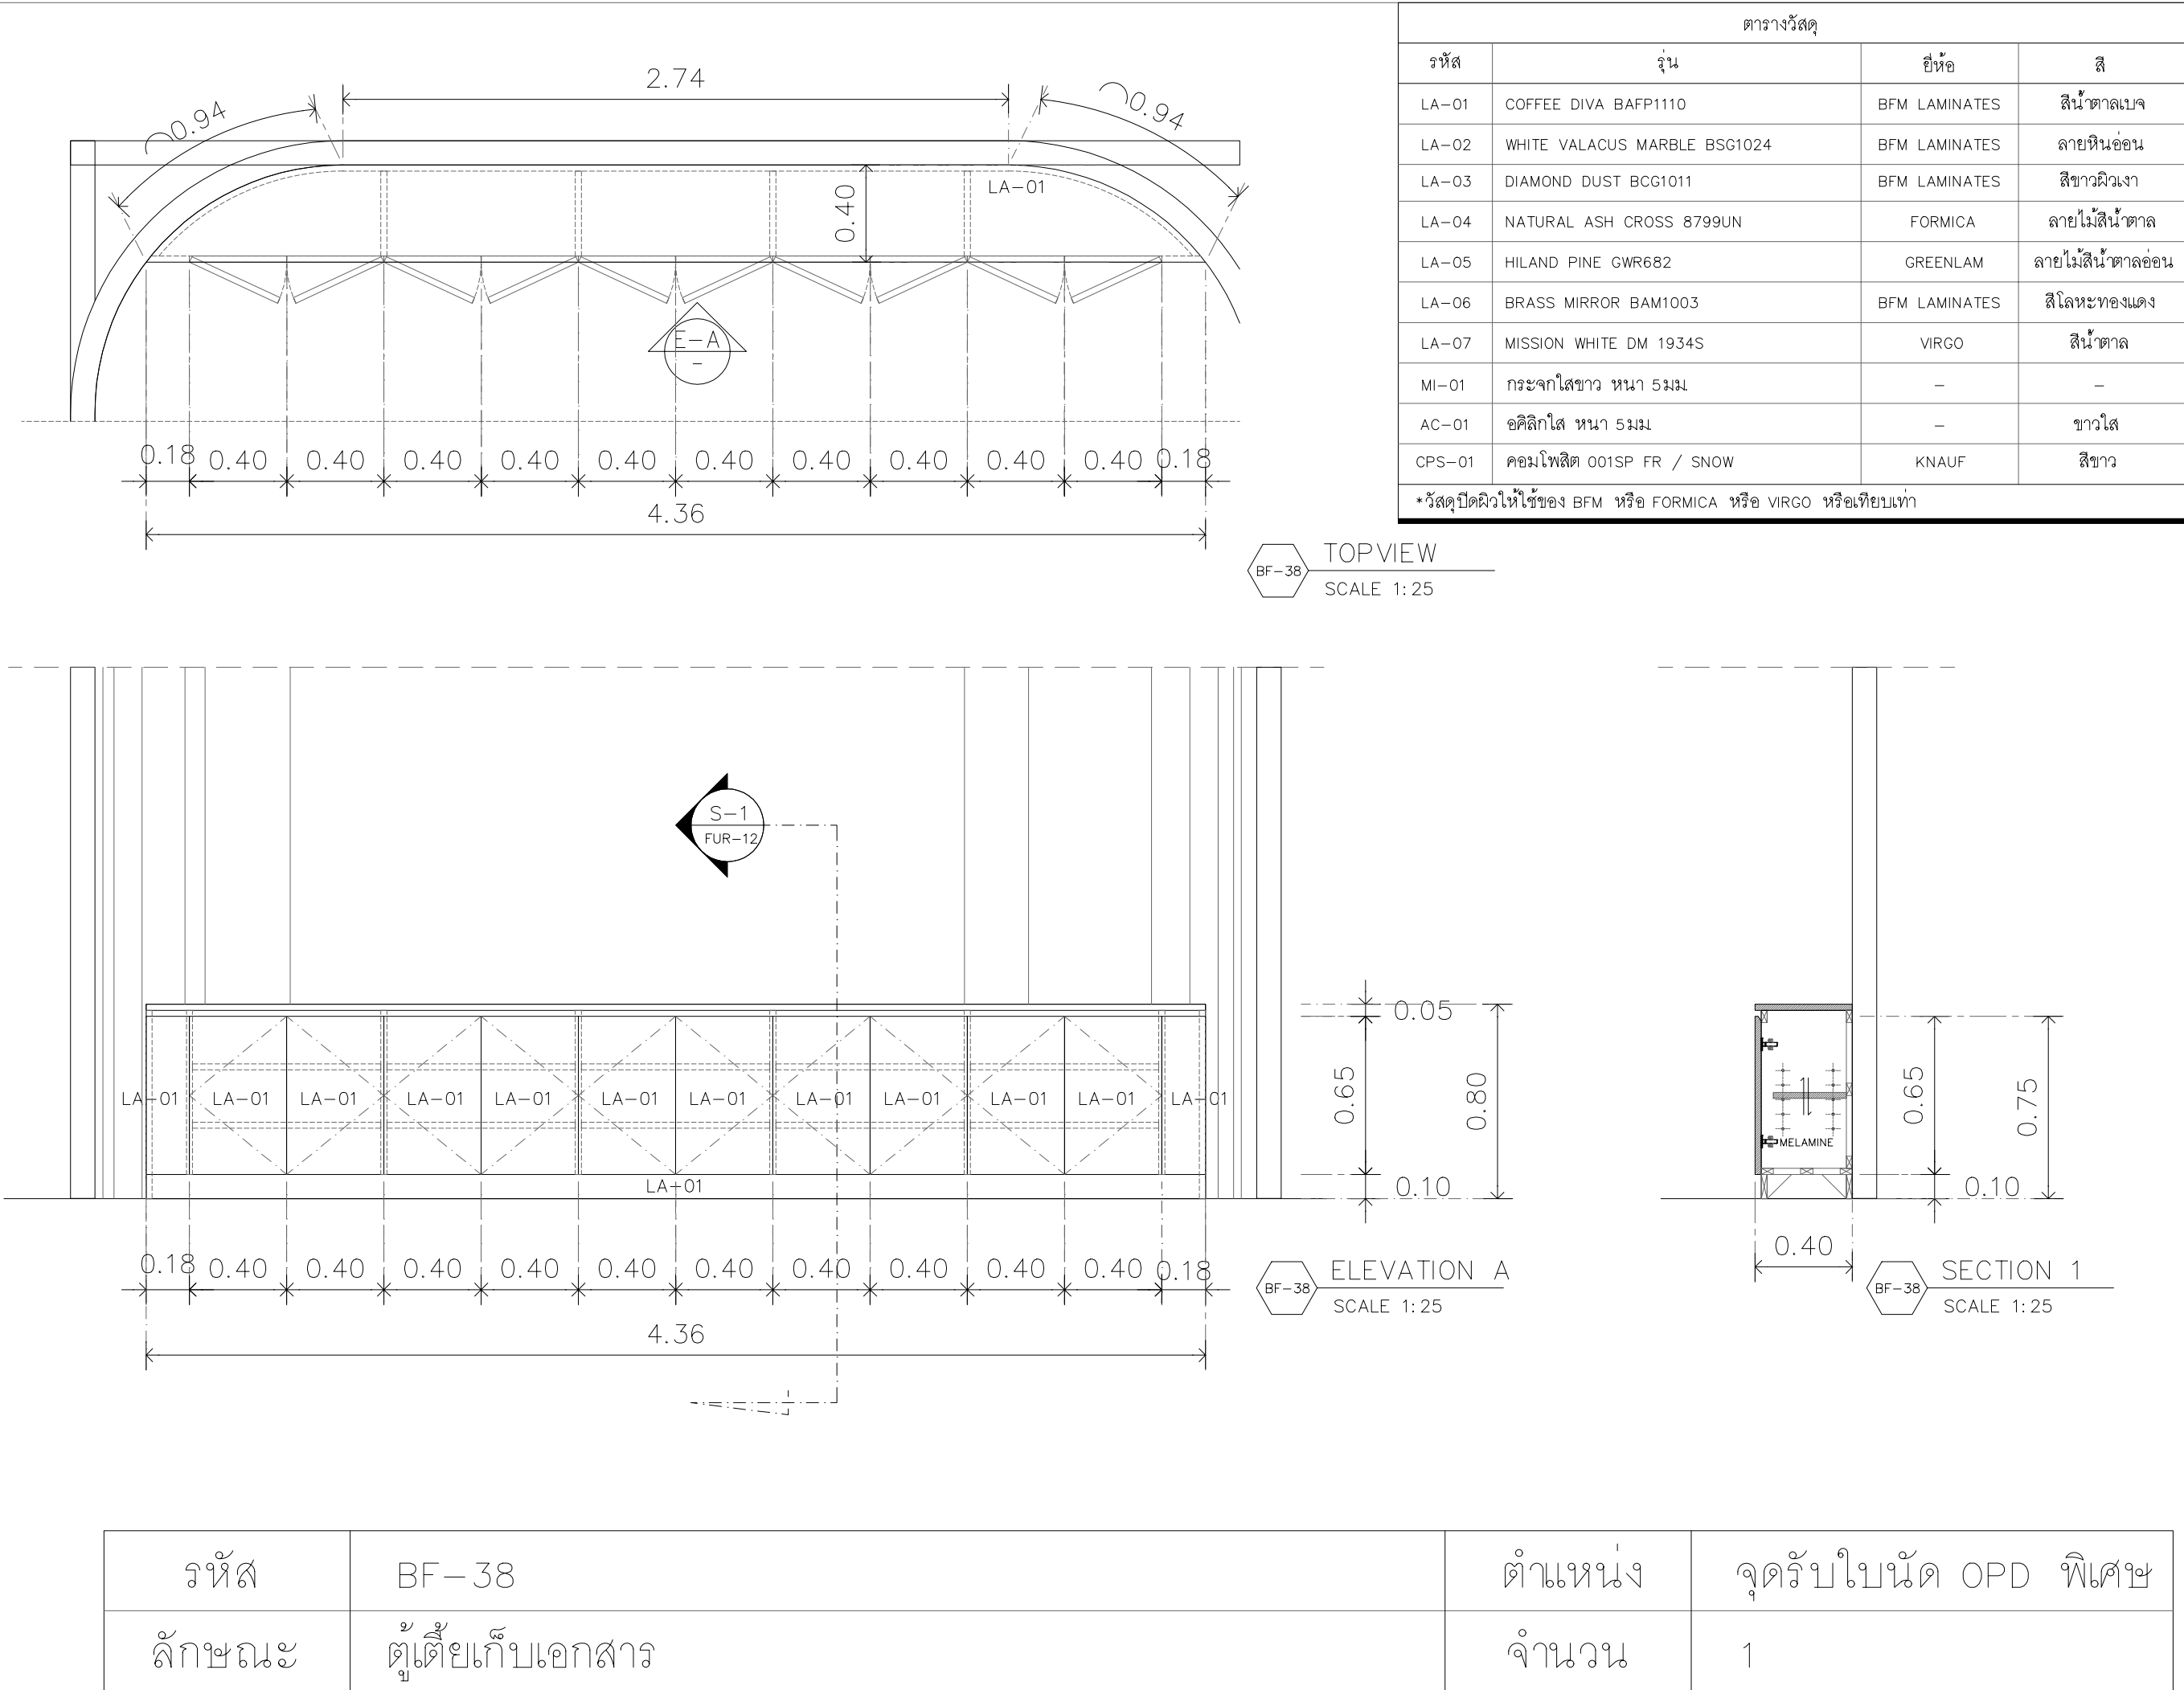 ตารางวัสดุ
รหัส รุ่น ยี่ห้อ สี
LA-01 COFFEE DIVA BAFP1110 BFM LAMINATES สีน้ำตาลเบจ
LA-02 WHITE VALACUS MARBLE BSG1024 BFM LAMINATES ลายหินอ่อน
LA-03 DIAMOND DUST BCG1011 BFM LAMINATES สีขาวผิวเงา
LA-04 NATURAL ASH CROSS 8799UN FORMICA ลายไม้สีน้ำตาล
LA-05 HILAND PINE GWR682 GREENLAM ลายไม้สีน้ำตาลอ่อน
LA-06 BRASS MIRROR BAM1003 BFM LAMINATES สีโลหะทองแดง
LA-07 MISSION WHITE DM 1934S VIRGO สีน้ำตาล
MI-01 กระจกใสขาว หนา 5มม. - -
AC-01 อคิลิกใส หนา 5มม. - ขาวใส
CPS-01 คอมโพสิต 001SP FR / SNOW KNAUF สีขาว
*วัสดุปิดผิวให้ใช้ของ BFM หรือ FORMICA หรือ VIRGO หรือเทียบเท่า
2.74
0.94 0.94
0.40 LA-01
E-A
-
0.18 0.40 0.40 0.40 0.40 0.40 0.40 0.40 0.40 0.40 0.40 0.18
4.36
BF-38 TOPVIEW
SCALE 1:25
S-1
FUR-12
LA-01 LA-01 LA-01 LA-01 LA-01 LA-01 LA-01 LA-01 LA-01 LA-01 LA-01 LA-01
LA-01
0.05
0.65 0.80
0.10
0.18 0.40 0.40 0.40 0.40 0.40 0.40 0.40 0.40 0.40 0.40 0.18
4.36
BF-38 ELEVATION A
SCALE 1:25
MELAMINE
0.65 0.75
0.10
0.40
BF-38 SECTION 1
SCALE 1:25
รหัส BF-38 ตำแหน่ง จุดรับใบนัด OPD พิเศษ
ลักษณะ ตู้เตี้ยเก็บเอกสาร จำนวน 1